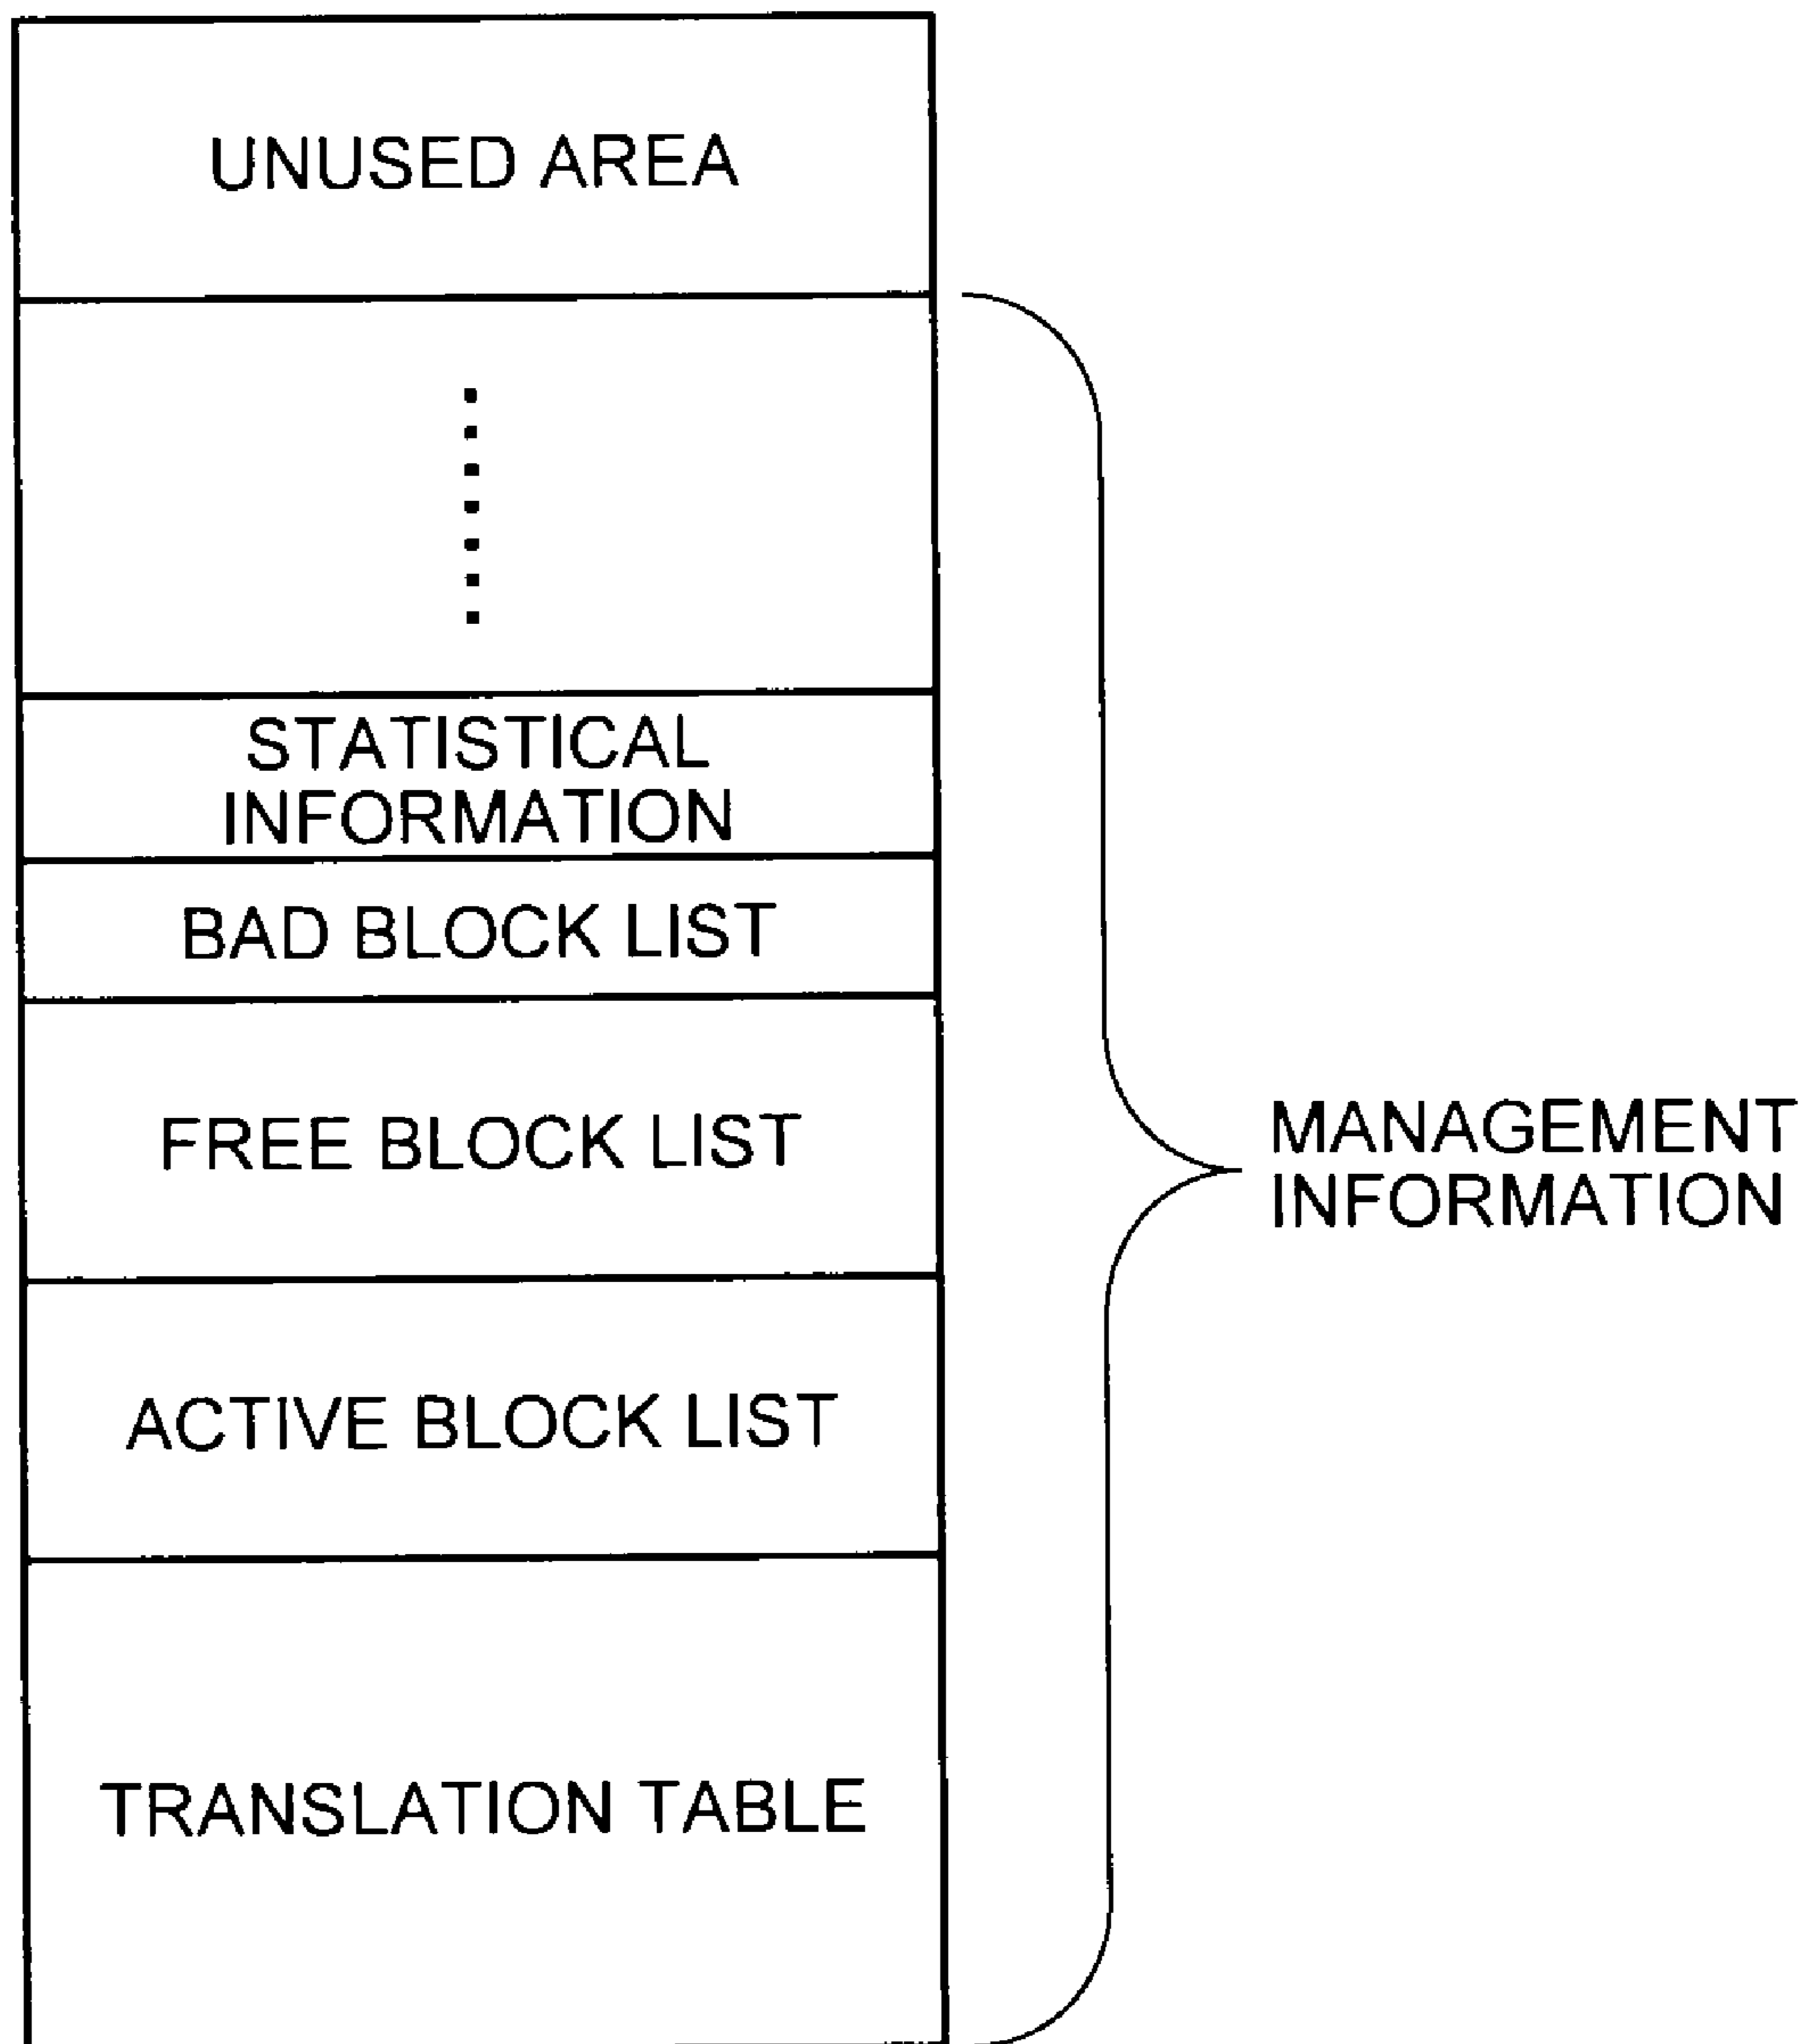 UNUSED AREA
STATISTICAL
INFORMATION
BAD BLOCK LIST
FREE BLOCK LIST
ACTIVE BLOCK LIST
TRANSLATION TABLE
MANAGEMENT
INFORMATION